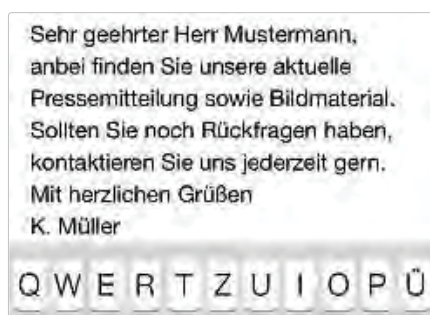 Sehr geehrter Herr Mustermann,
anbei finden Sie unsere aktuelle
Pressemitteilung sowie Bildmaterial.
Sollten Sie noch Rückfragen haben,
kontaktieren Sie uns jederzeit gern.
Mit herzlichen Grüßen
K. Müller
Q W E R T Z U I O P Ü